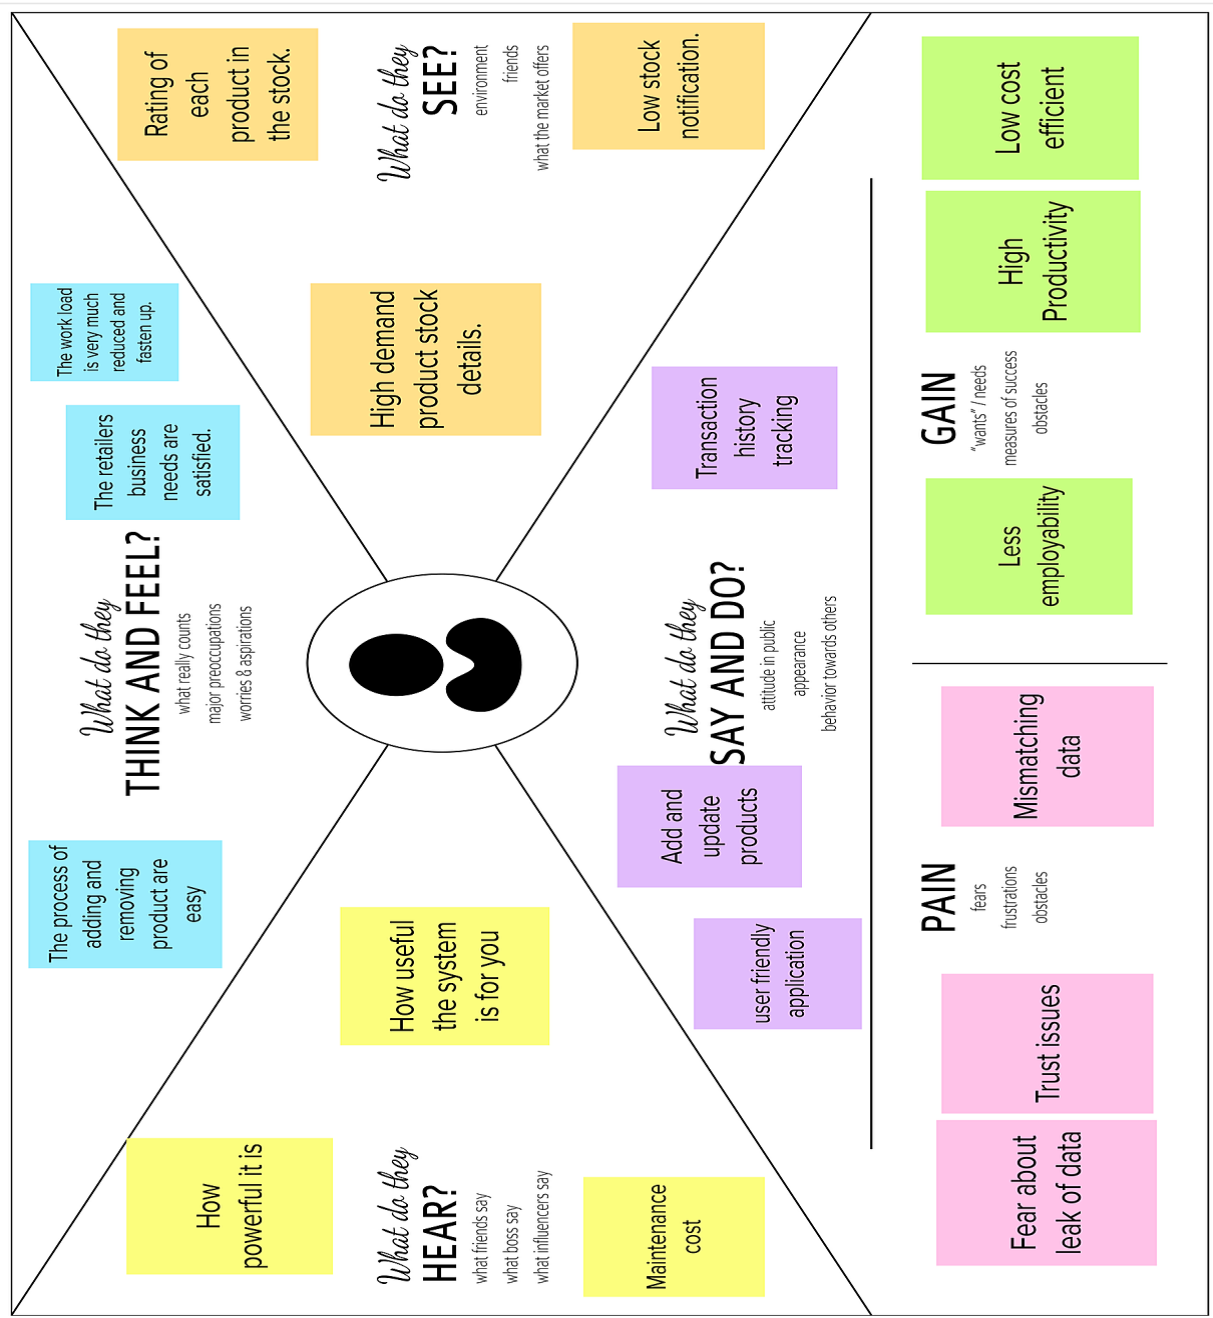 What do they
THINK AND FEEL?
what really counts
major preoccupations
worries & aspirations
The process of
adding and
removing
product are
easy
The retailers
business
needs are
satisfied.
The work load
is very much
reduced and
fasten up.
What do they
HEAR?
what friends say
what boss say
what influencers say
How
powerful it is
How useful
the system
is for you
Maintenance
cost
What do they
SEE?
environment
friends
what the market offers
Rating of
each
product in
the stock.
High demand
product stock
details.
Low stock
notification.
What do they
SAY AND DO?
attitude in public
appearance
behavior towards others
user friendly
application
Add and
update
products
Transaction
history
tracking
PAIN
fears
frustrations
obstacles
Fear about
leak of data
Trust issues
Mismatching
data
GAIN
"wants" / needs
measures of success
obstacles
Less
employability
High
Productivity
Low cost
efficient